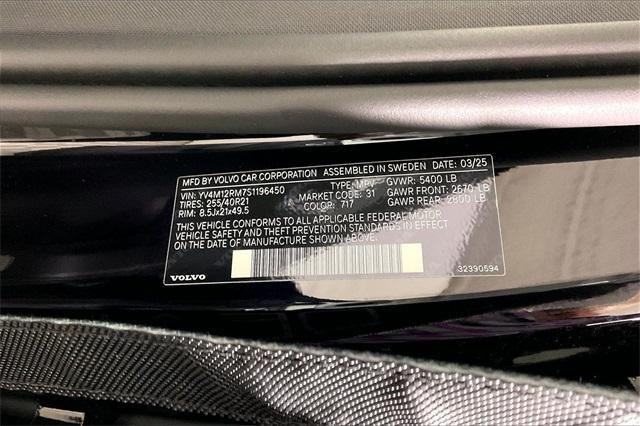 MFD BY VOLVO CAR CORPORATION ASSEMBLED IN SWEDEN 03/25
VIN: YV4M12RM7S1196450 TYPE: MPV GVWR: 5400 LB
TIRES: 255/40R21 MARKET CODE: 31 GAWR FRONT: 2670 LB
RIM: 8.5Jx21x49.5 COLOR: 717 GAWR REAR: 2800 LB
THIS VEHICLE CONFORMS TO ALL APPLICABLE FEDERAL MOTOR
VEHICLE SAFETY AND THEFT PREVENTION STANDARDS IN EFFECT
ON THE DATE OF MANUFACTURE SHOWN ABOVE.
VOLVO 32390594